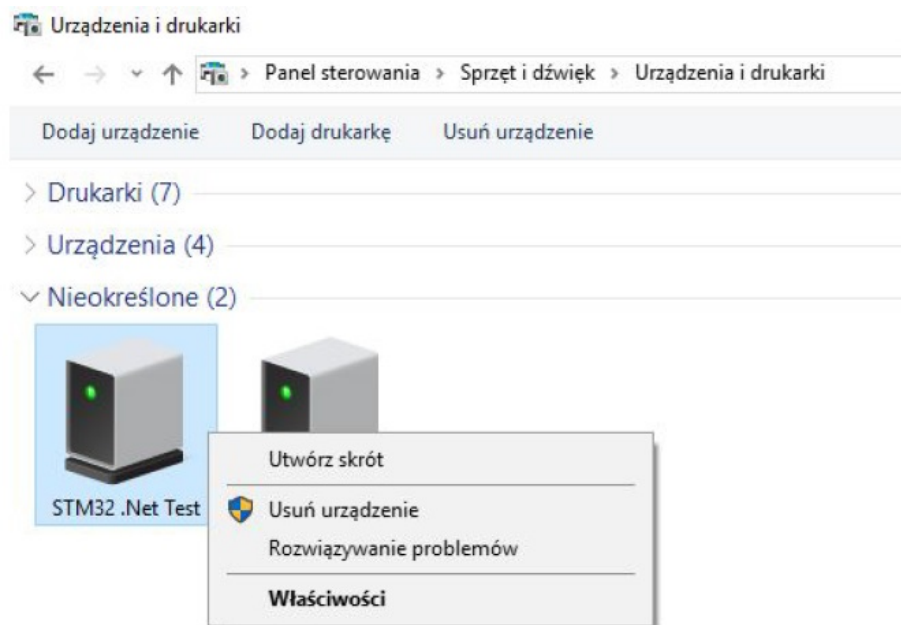 Urządzenia i drukarki
Panel sterowania > Sprzęt i dźwięk > Urządzenia i drukarki
Dodaj urządzenie Dodaj drukarkę Usuń urządzenie
Drukarki (7)
Urządzenia (4)
Nieokreślone (2)
STM32 .Net Test
Utwórz skrót
Usuń urządzenie
Rozwiązywanie problemów
Właściwości